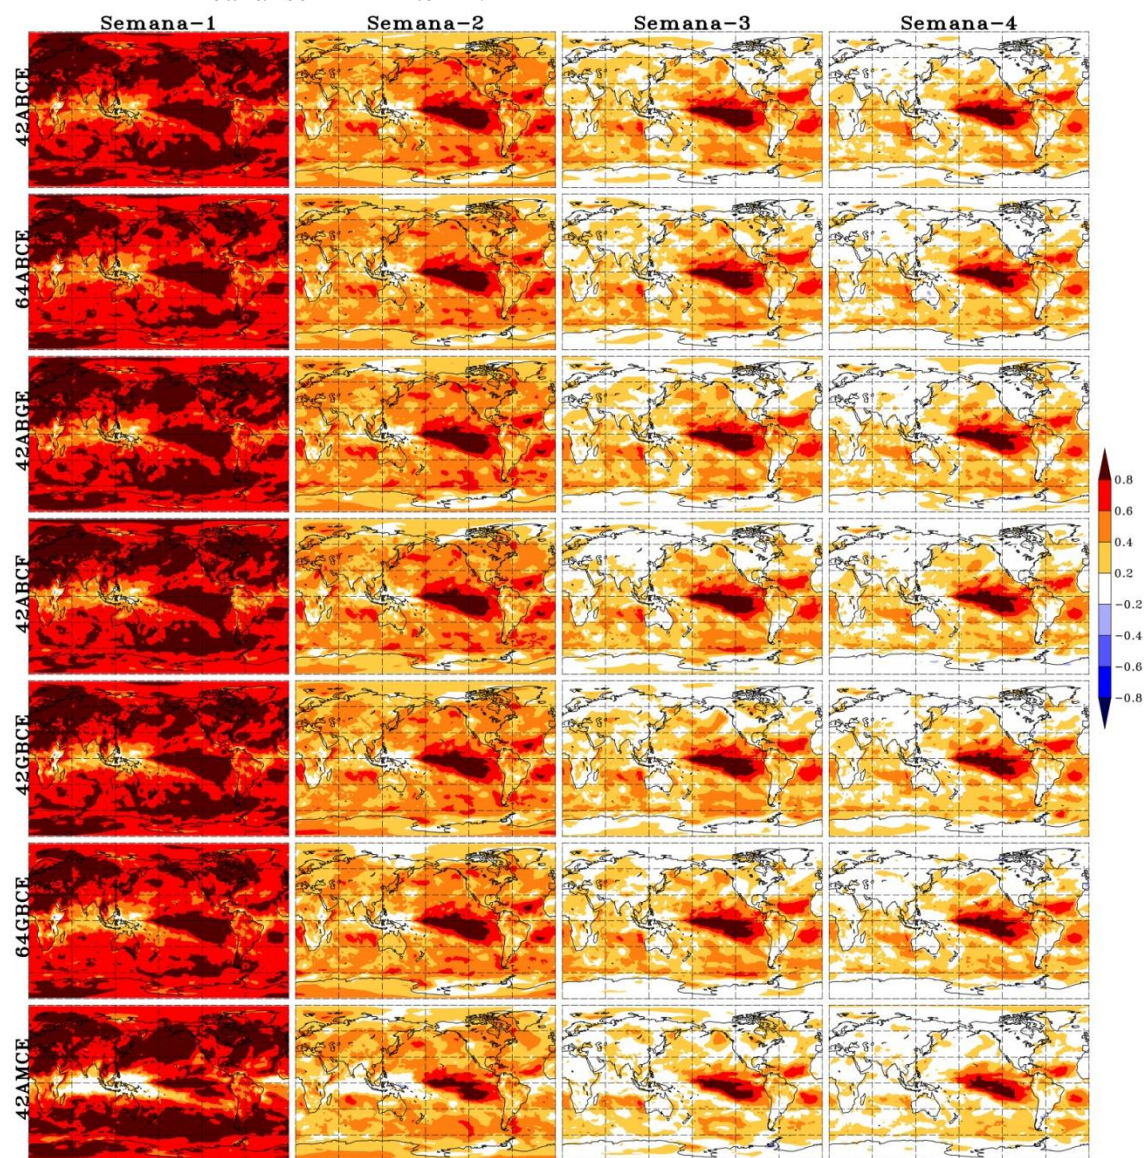 Semana-1 Semana-2 Semana-3 Semana-4
42ABCE
64ABCE
42ABGE
42ABCF
42GBCE
64GBCE
42AMCE
0.8
0.6
0.4
0.2
-0.2
-0.4
-0.6
-0.8